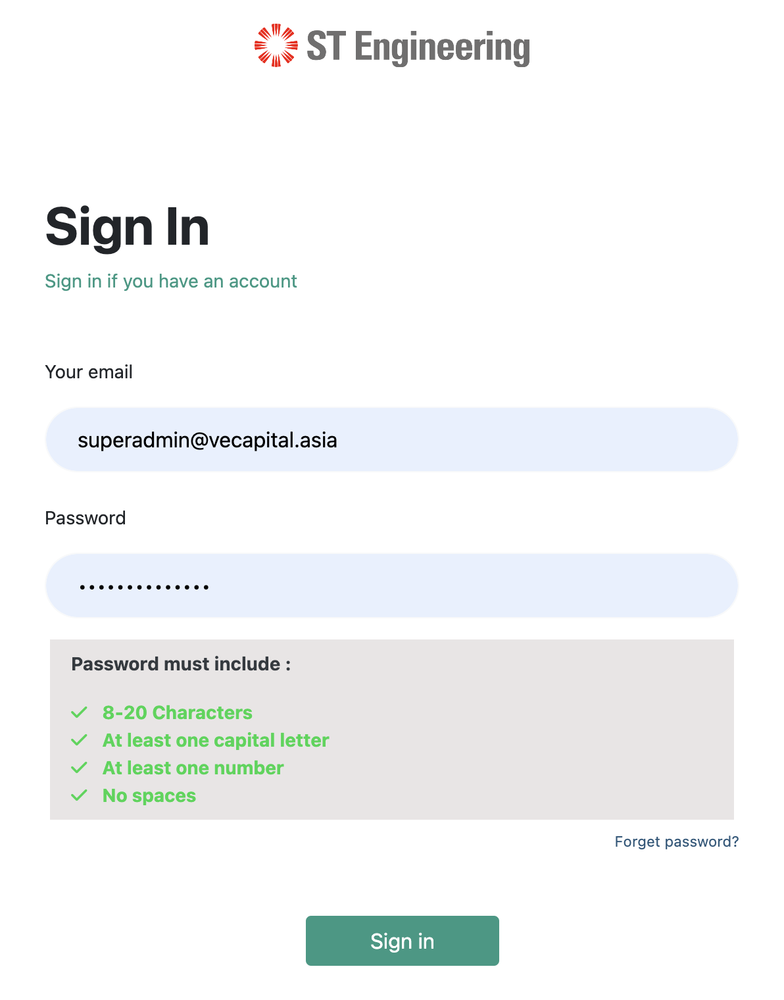 ST Engineering
Sign In
Sign in if you have an account
Your email
superadmin@vecapital.asia
Password
••••••••••••••
Password must include :
8-20 Characters
At least one capital letter
At least one number
No spaces
Forget password?
Sign in